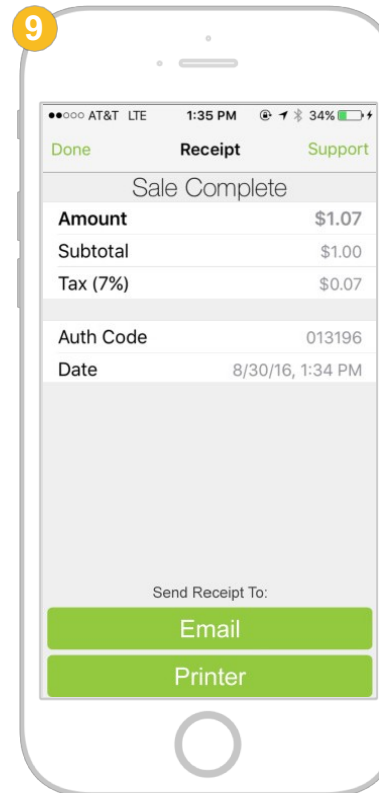 9
AT&T LTE 1:35 PM 34%
Done Receipt Support
Sale Complete
Amount $1.07
Subtotal $1.00
Tax (7%) $0.07
Auth Code 013196
Date 8/30/16, 1:34 PM
Send Receipt To:
Email
Printer